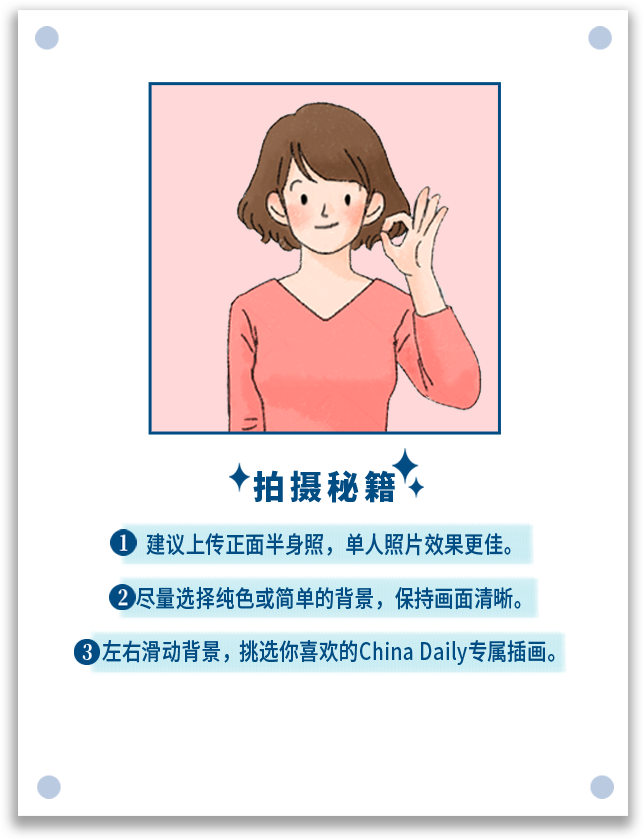 拍摄秘籍
1 建议上传正面半身照，单人照片效果更佳。
2 尽量选择纯色或简单的背景，保持画面清晰。
3 左右滑动背景，挑选你喜欢的China Daily专属插画。